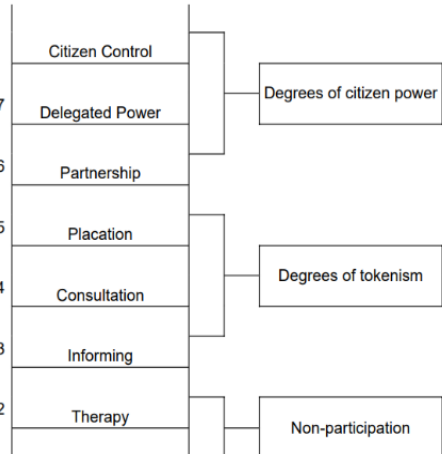 Citizen Control
Degrees of citizen power
7
Delegated Power
6
Partnership
5
Placation
Degrees of tokenism
4
Consultation
3
Informing
2
Therapy
Non-participation